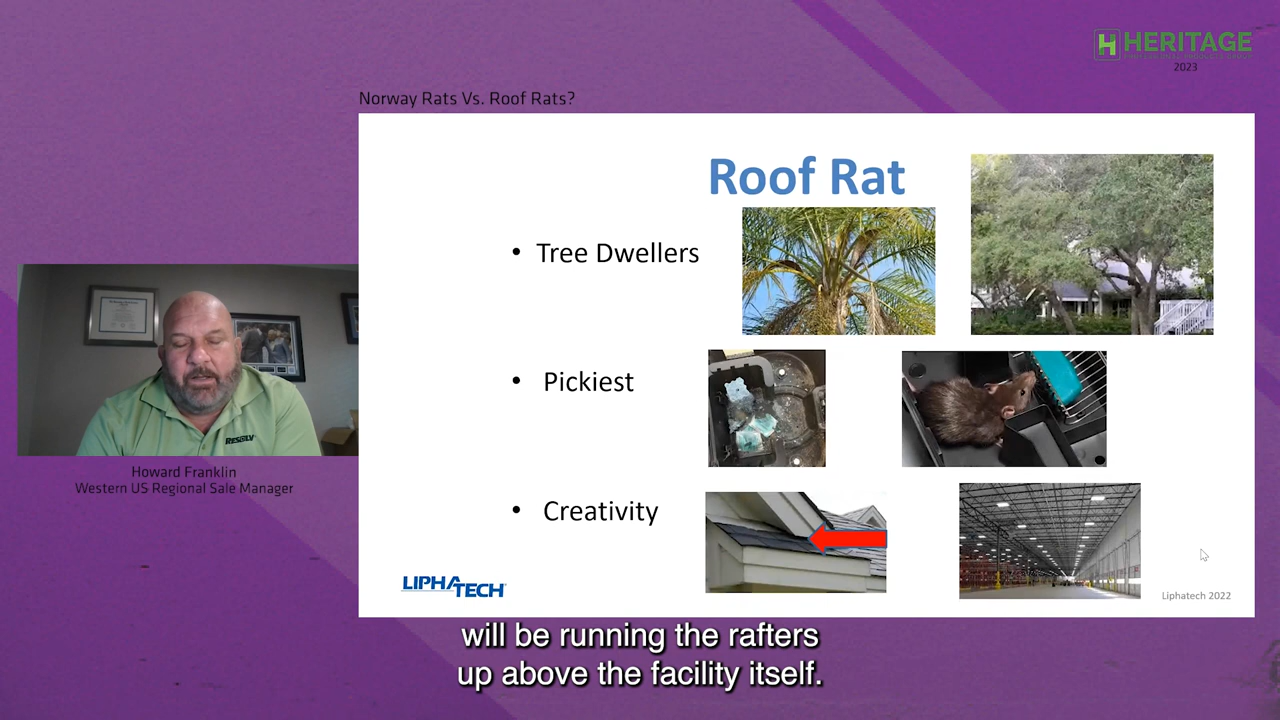 HERITAGE
2023
Norway Rats Vs. Roof Rats?
Roof Rat
• Tree Dwellers
• Pickiest
• Creativity
RESOLV
Howard Franklin
Western US Regional Sale Manager
LIPHATECH
Liphatech 2022
will be running the rafters
up above the facility itself.